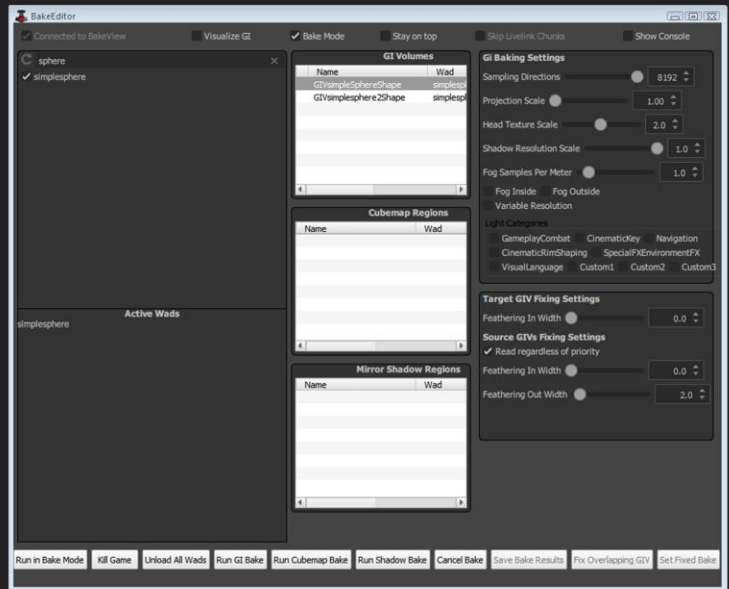 BakeEditor
Connected to BakeView Visualize GI Bake Mode Stay on top Skip Livelink Chunks Show Console
sphere
simplesphere
Active Wads
simplesphere
GI Volumes
Name Wad
GIVsimpleSphereShape simplespl
GIVsimplesphere2Shape simplespl
Cubemap Regions
Name Wad
Mirror Shadow Regions
Name Wad
Gi Baking Settings
Sampling Directions 8192
Projection Scale 1.00
Head Texture Scale 2.0
Shadow Resolution Scale 1.0
Fog Samples Per Meter 1.0
Fog Inside Fog Outside
Variable Resolution
Light Categories
GameplayCombat CinematicKey Navigation
CinematicRimShaping SpecialFXEnvironmentFX
VisualLanguage Custom1 Custom2 Custom3
Target GIV Fixing Settings
Feathering In Width 0.0
Source GIVs Fixing Settings
Read regardless of priority
Feathering In Width 0.0
Feathering Out Width 2.0
Run in Bake Mode Kill Game Unload All Wads Run GI Bake Run Cubemap Bake Run Shadow Bake Cancel Bake Save Bake Results Fix Overlapping GIV Set Fixed Bake